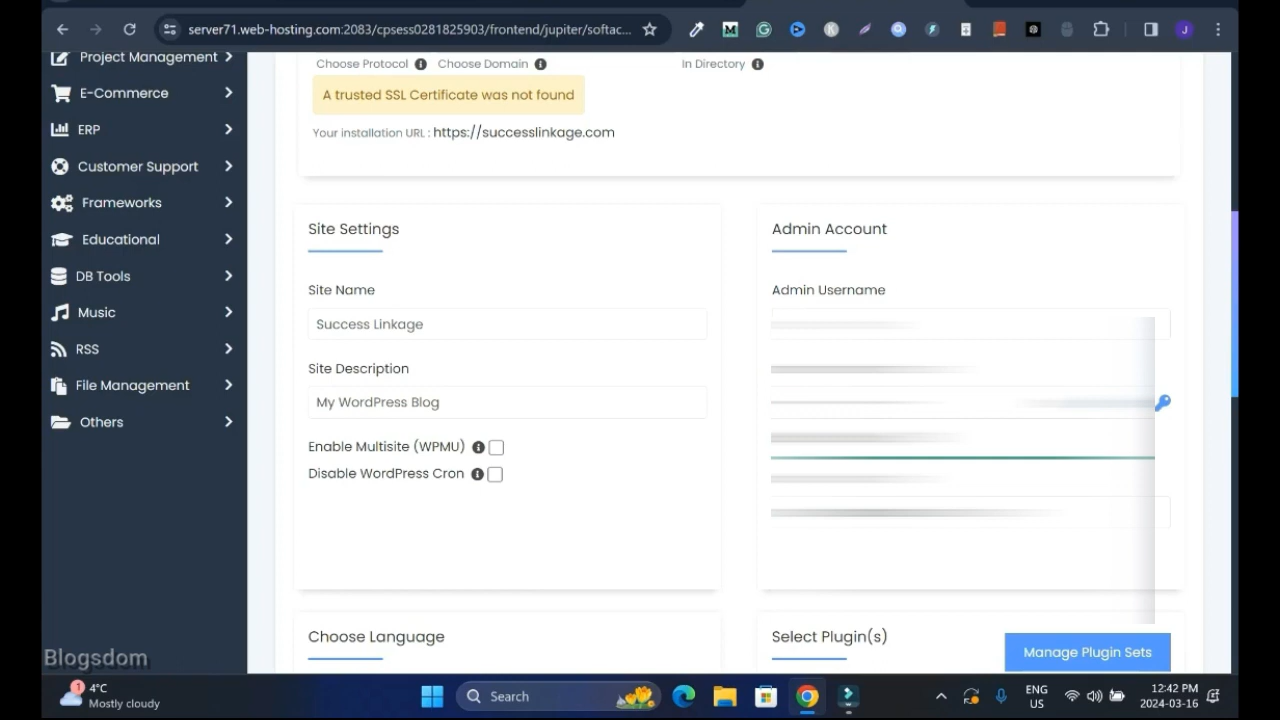 server71.web-hosting.com:2083/cpsess0281825903/frontend/jupiter/softac...
Project Management
E-Commerce
ERP
Customer Support
Frameworks
Educational
DB Tools
Music
RSS
File Management
Others
Choose Protocol Choose Domain In Directory
A trusted SSL Certificate was not found
Your installation URL : https://successlinkage.com
Site Settings
Site Name
Success Linkage
Site Description
My WordPress Blog
Enable Multisite (WPMU)
Disable WordPress Cron
Admin Account
Admin Username
Choose Language
Select Plugin(s)
Manage Plugin Sets
Blogsdom
1
4°C
Mostly cloudy
Search
ENG
US
12:42 PM
2024-03-16